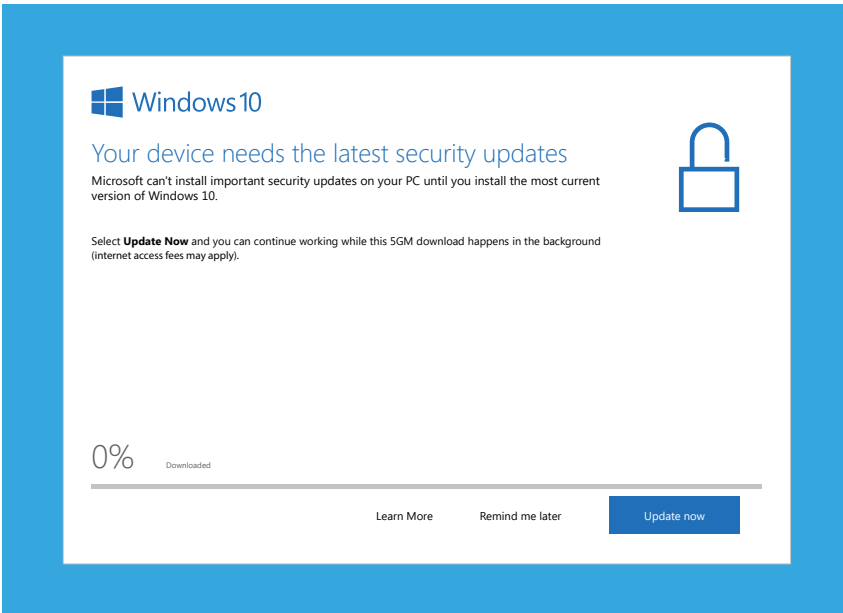 Windows 10
Your device needs the latest security updates
Microsoft can't install important security updates on your PC until you install the most current
version of Windows 10.
Select Update Now and you can continue working while this 5GM download happens in the background
(internet access fees may apply).
0% Downloaded
Learn More Remind me later Update now